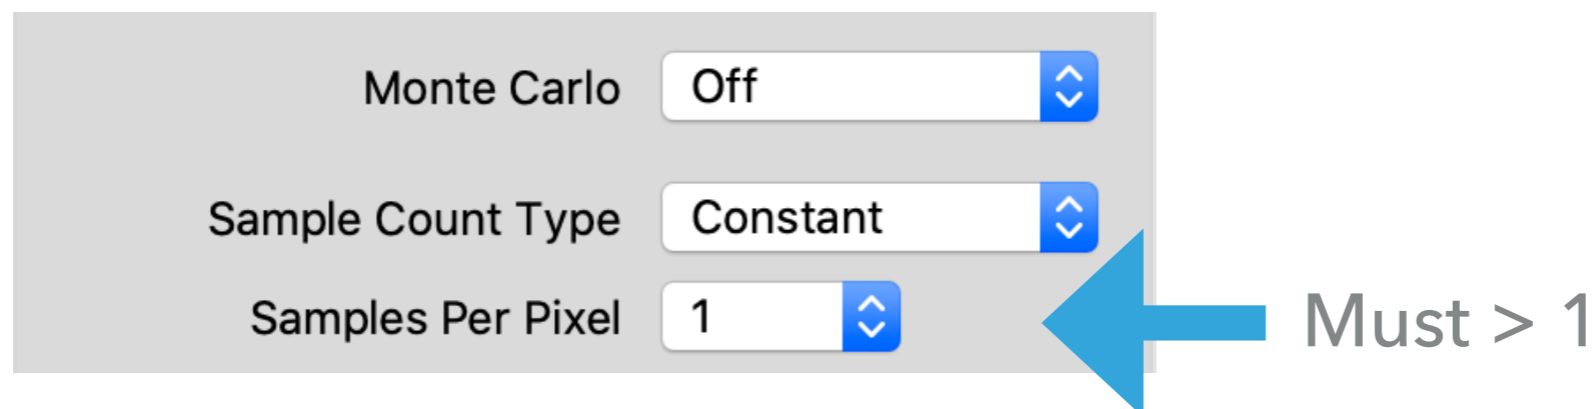 Monte Carlo Off
Sample Count Type Constant
Samples Per Pixel 1
Must > 1